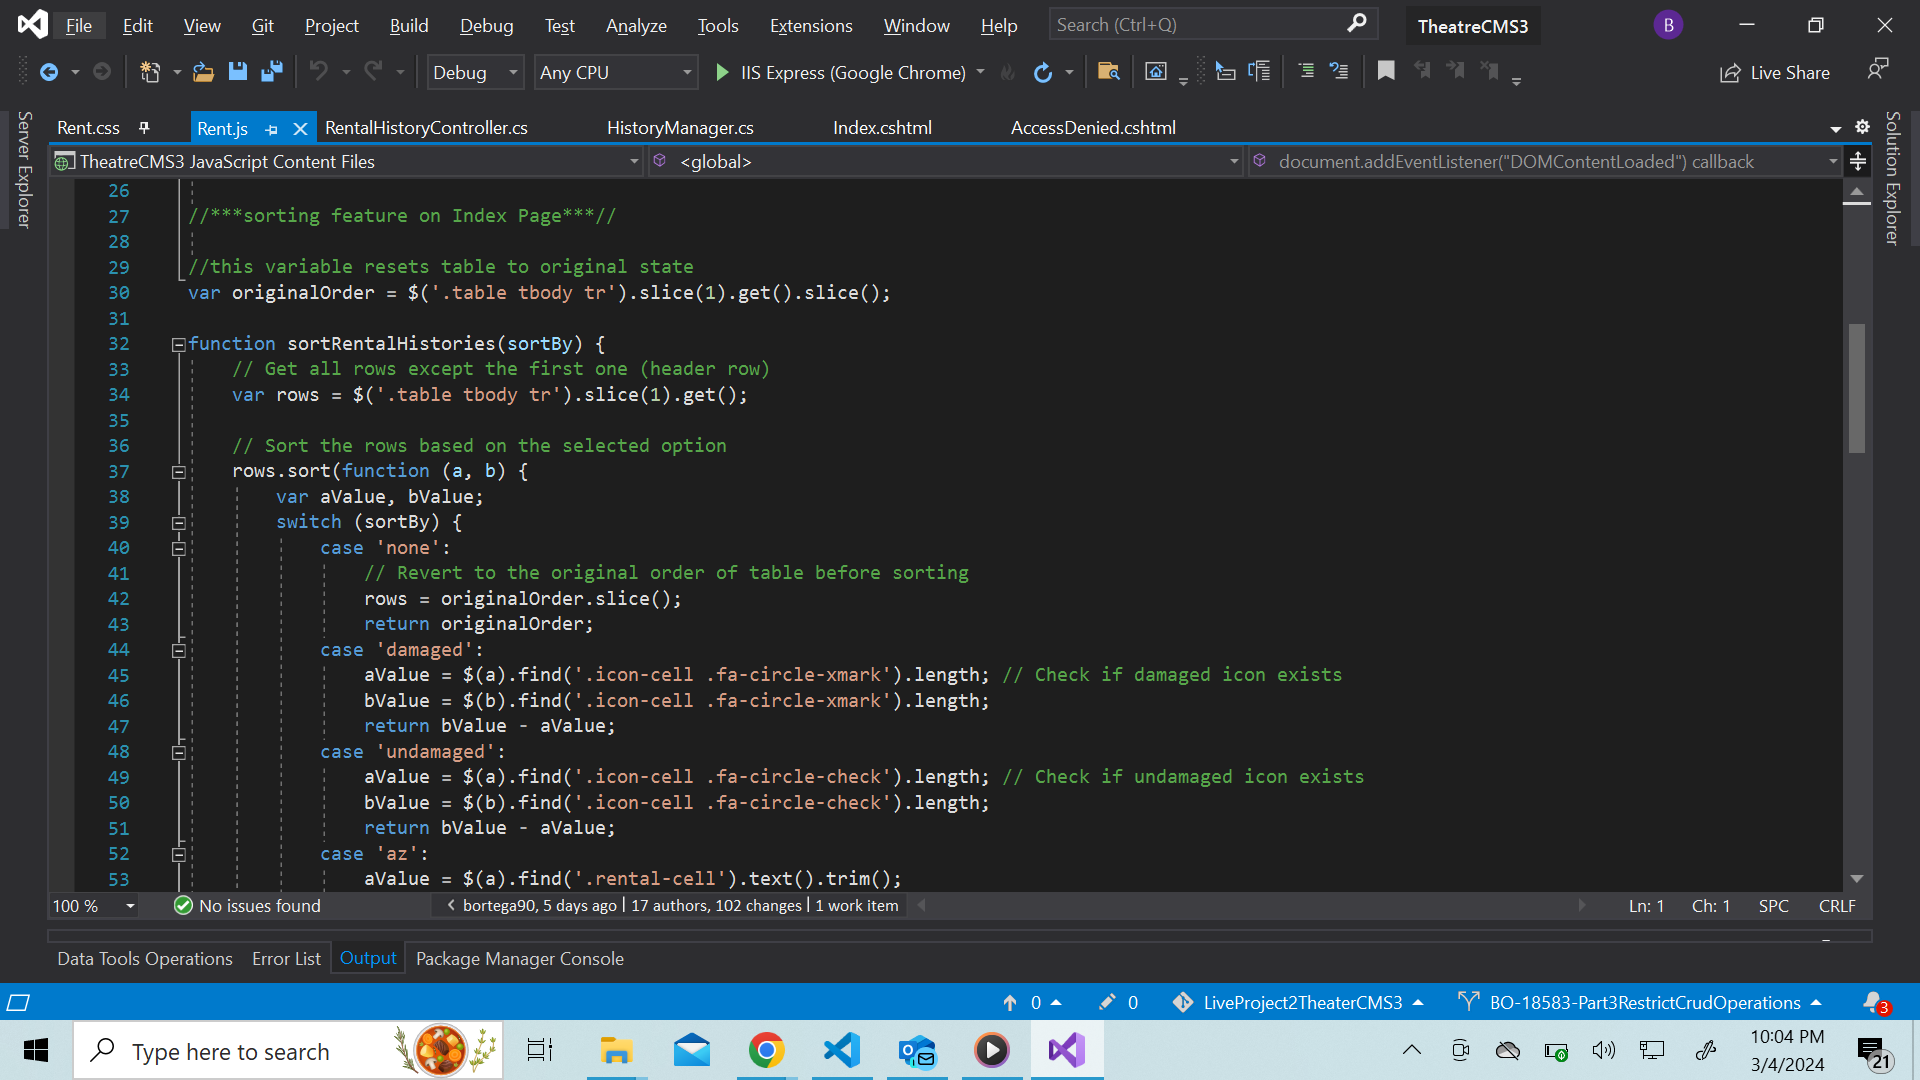 File Edit View Git Project Build Debug Test Analyze Tools Extensions Window Help Search (Ctrl+Q) TheatreCMS3 B
Debug Any CPU IIS Express (Google Chrome) Live Share
Server Explorer
Rent.css Rent.js RentalHistoryController.cs HistoryManager.cs Index.cshtml AccessDenied.cshtml
Solution Explorer
TheatreCMS3 JavaScript Content Files <global> document.addEventListener("DOMContentLoaded") callback
26
27 //***sorting feature on Index Page***//
28
29 //this variable resets table to original state
30 var originalOrder = $('.table tbody tr').slice(1).get().slice();
31
32 function sortRentalHistories(sortBy) {
33 // Get all rows except the first one (header row)
34 var rows = $('.table tbody tr').slice(1).get();
35
36 // Sort the rows based on the selected option
37 rows.sort(function (a, b) {
38 var aValue, bValue;
39 switch (sortBy) {
40 case 'none':
41 // Revert to the original order of table before sorting
42 rows = originalOrder.slice();
43 return originalOrder;
44 case 'damaged':
45 aValue = $(a).find('.icon-cell .fa-circle-xmark').length; // Check if damaged icon exists
46 bValue = $(b).find('.icon-cell .fa-circle-xmark').length;
47 return bValue - aValue;
48 case 'undamaged':
49 aValue = $(a).find('.icon-cell .fa-circle-check').length; // Check if undamaged icon exists
50 bValue = $(b).find('.icon-cell .fa-circle-check').length;
51 return bValue - aValue;
52 case 'az':
53 aValue = $(a).find('.rental-cell').text().trim();
100 % No issues found bortega90, 5 days ago | 17 authors, 102 changes | 1 work item Ln: 1 Ch: 1 SPC CRLF
Data Tools Operations Error List Output Package Manager Console
0 0 LiveProject2TheaterCMS3 BO-18583-Part3RestrictCrudOperations 3
Type here to search
10:04 PM
3/4/2024
21